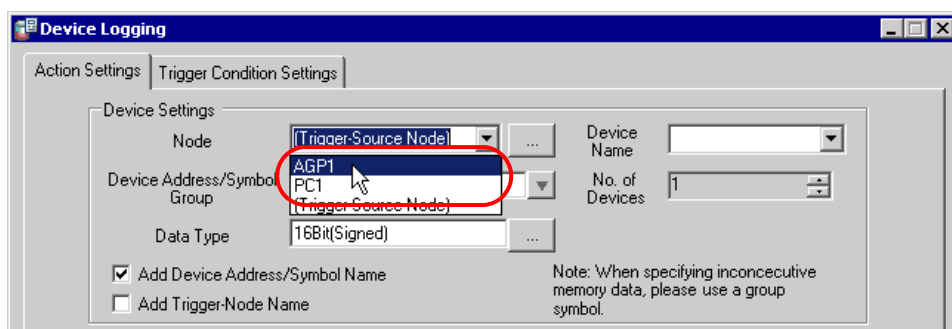 Device Logging
Action Settings
Trigger Condition Settings
Device Settings
Node
(Trigger-Source Node)
...
Device
Name
AGP1
PC1
(Trigger-Source Node)
Device Address/Symbol
Group
No. of
Devices
1
Data Type
16Bit(Signed)
...
Add Device Address/Symbol Name
Add Trigger-Node Name
Note: When specifying inconcecutive
memory data, please use a group
symbol.